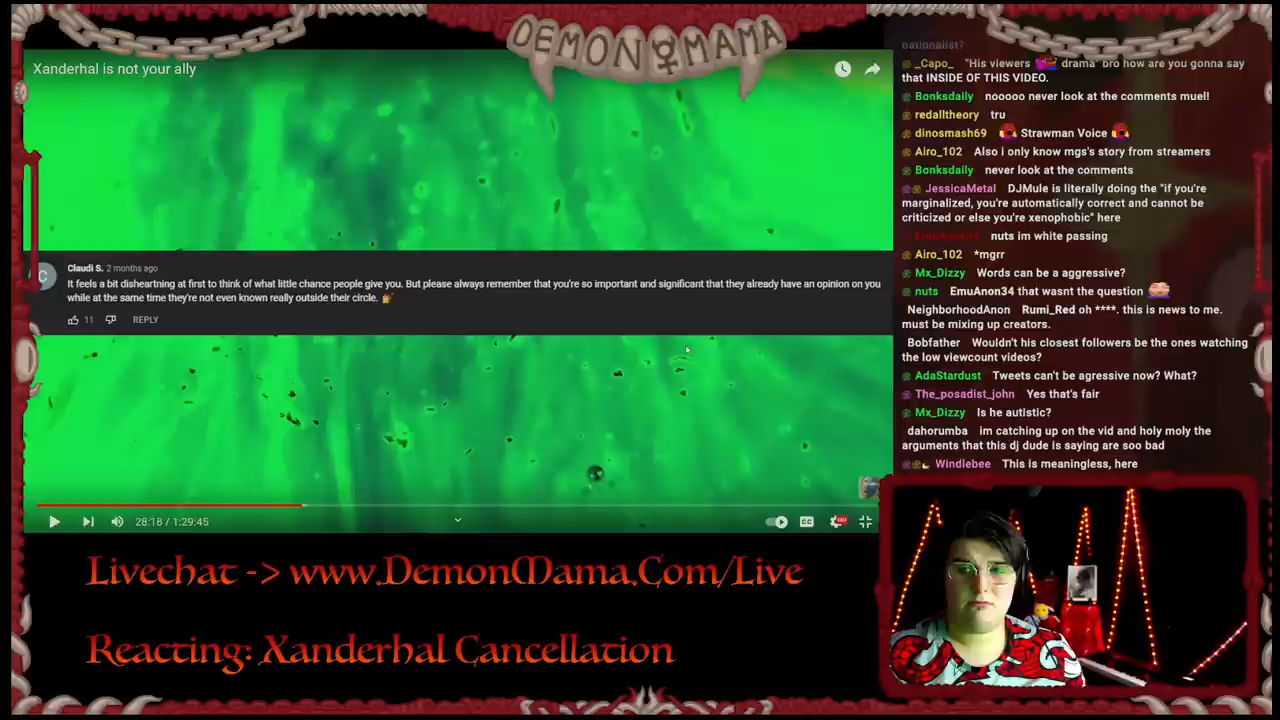 DEMON MAMA
Xanderhal is not your ally
Claudi S. 2 months ago
It feels a bit disheartning at first to think of what little chance people give you. But please always remember that you're so important and significant that they already have an opinion on you
while at the same time they're not even known really outside their circle.
11 REPLY
28:18 / 1:29:45
CC HD
Livechat -> www.DemonMama.Com/Live
Reacting: Xanderhal Cancellation
nationalist?
_Capo_ "His viewers drama" bro how are you gonna say
that INSIDE OF THIS VIDEO.
Bonksdaily nooooo never look at the comments muel!
redalltheory tru
dinosmash69 Strawman Voice
Airo_102 Also i only know mgs's story from streamers
Bonksdaily never look at the comments
JessicaMetal DJMule is literally doing the "if you're
marginalized, you're automatically correct and cannot be
criticized or else you're xenophobic" here
EmuAnon34 nuts im white passing
Airo_102 *mgrr
Mx_Dizzy Words can be a aggressive?
nuts EmuAnon34 that wasnt the question
NeighborhoodAnon Rumi_Red oh ****. this is news to me.
must be mixing up creators.
Bobfather Wouldn't his closest followers be the ones watching
the low viewcount videos?
AdaStardust Tweets can't be agressive now? What?
The_posadist_john Yes that's fair
Mx_Dizzy Is he autistic?
dahorumba im catching up on the vid and holy moly the
arguments that this dj dude is saying are soo bad
Windlebee This is meaningless, here